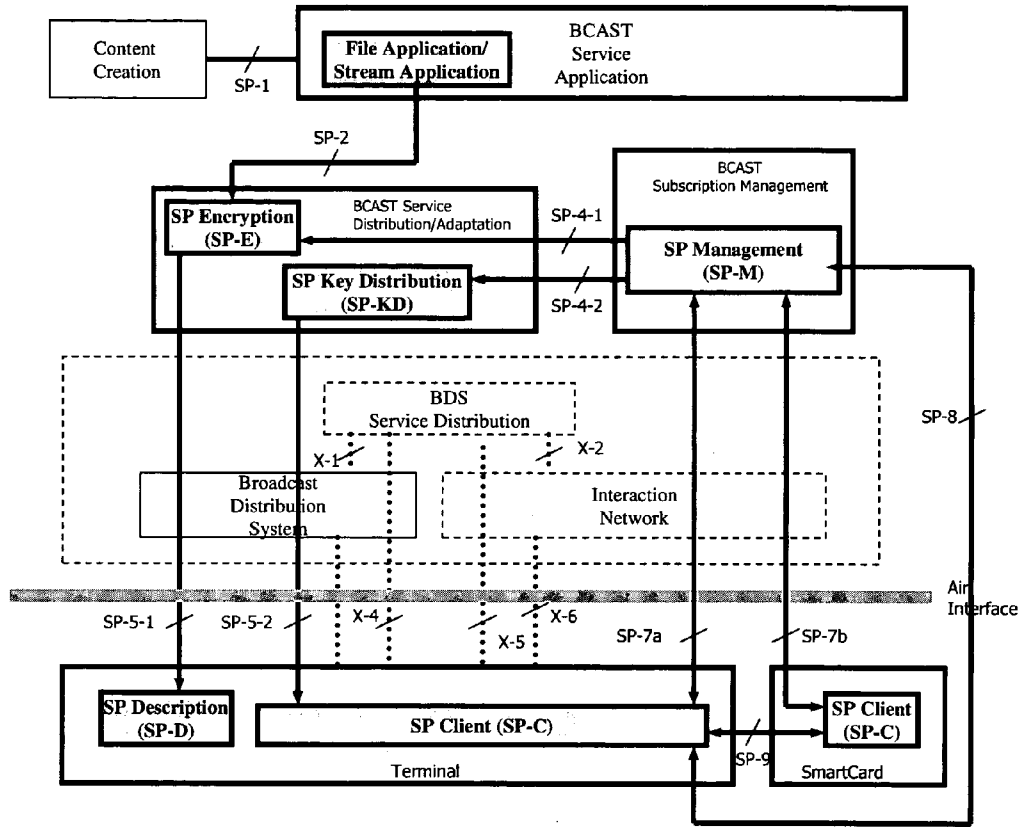 Content
Creation
SP-1
File Application/
Stream Application
BCAST
Service
Application
SP-2
BCAST
Subscription Management
SP Encryption
(SP-E)
BCAST Service
Distribution/Adaptation
SP-4-1
SP Management
(SP-M)
SP Key Distribution
(SP-KD)
SP-4-2
BDS
Service Distribution
SP-8
X-1
X-2
Broadcast
Distribution
System
Interaction
Network
Air
Interface
SP-5-1
SP-5-2
X-4
X-5
X-6
SP-7a
SP-7b
SP Description
(SP-D)
SP Client (SP-C)
SP Client
(SP-C)
SP-9
Terminal
SmartCard